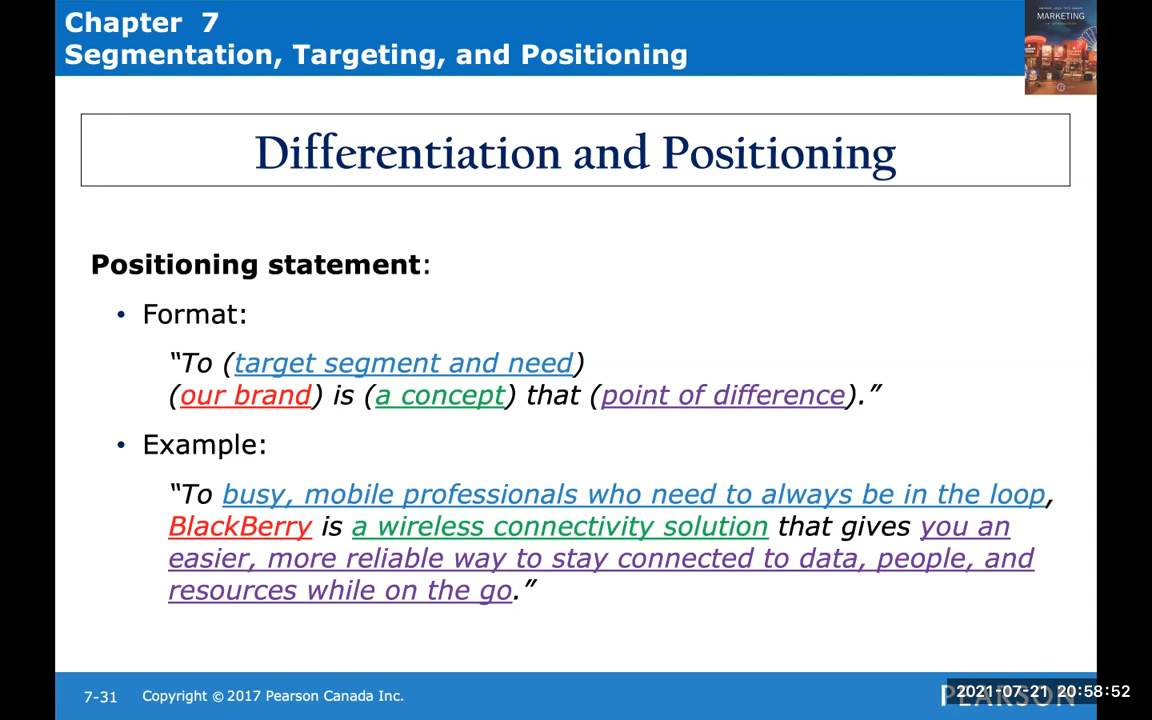 Chapter 7
Segmentation, Targeting, and Positioning
MARKETING
Differentiation and Positioning
Positioning statement:
• Format:
“To (target segment and need)
(our brand) is (a concept) that (point of difference).”
• Example:
“To busy, mobile professionals who need to always be in the loop,
BlackBerry is a wireless connectivity solution that gives you an
easier, more reliable way to stay connected to data, people, and
resources while on the go.”
7-31 Copyright © 2017 Pearson Canada Inc.
PEARSON
2021-07-21 20:58:52